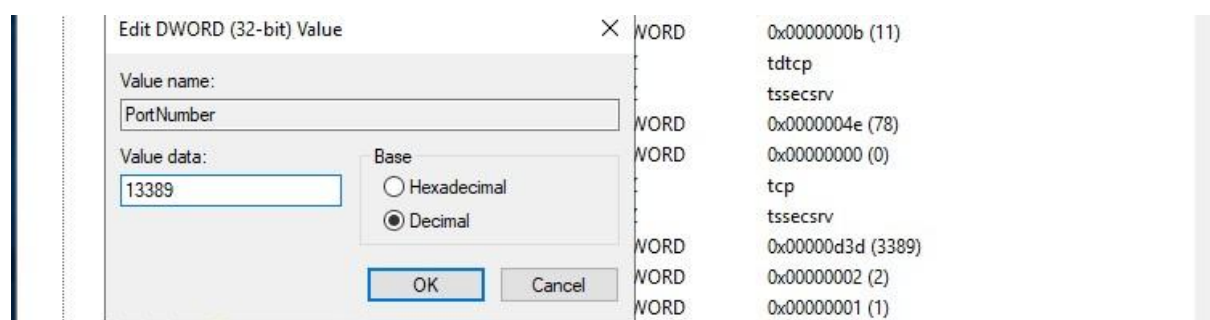 Edit DWORD (32-bit) Value
Value name:
PortNumber
Value data:
13389
Base
Hexadecimal
Decimal
OK
Cancel
WORD 0x0000000b (11)
tdtcp
tssecsrv
WORD 0x0000004e (78)
WORD 0x00000000 (0)
tcp
tssecsrv
WORD 0x00000d3d (3389)
WORD 0x00000002 (2)
WORD 0x00000001 (1)